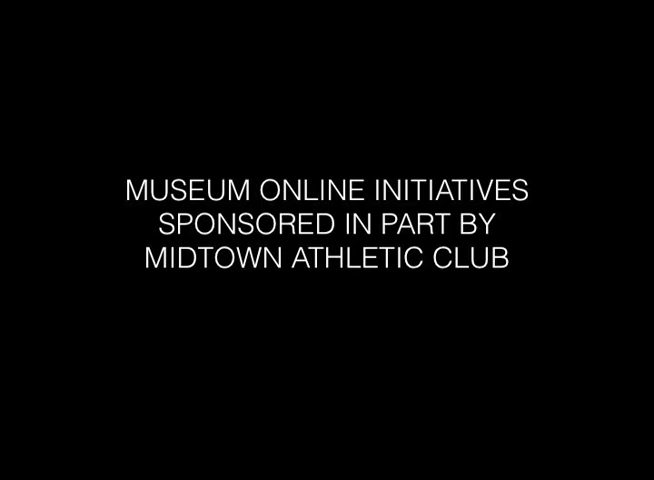 MUSEUM ONLINE INITIATIVES
SPONSORED IN PART BY
MIDTOWN ATHLETIC CLUB